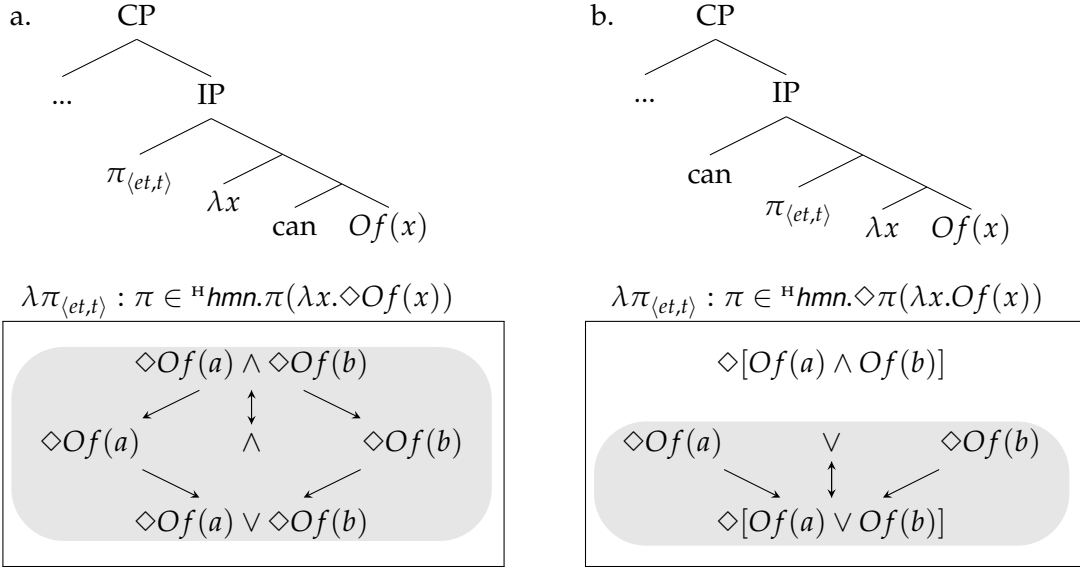 a.
CP
...
IP
π⟨et,t⟩
λx
can
Of(x)
λπ⟨et,t⟩ : π ∈ ᴴhmn.π(λx.◇Of(x))
◇Of(a) ∧ ◇Of(b)
◇Of(a) ∧ ◇Of(b)
◇Of(a) ∨ ◇Of(b)
b.
CP
...
IP
can
π⟨et,t⟩
λx
Of(x)
λπ⟨et,t⟩ : π ∈ ᴴhmn.◇π(λx.Of(x))
◇[Of(a) ∧ Of(b)]
◇Of(a) ∨ ◇Of(b)
◇[Of(a) ∨ Of(b)]